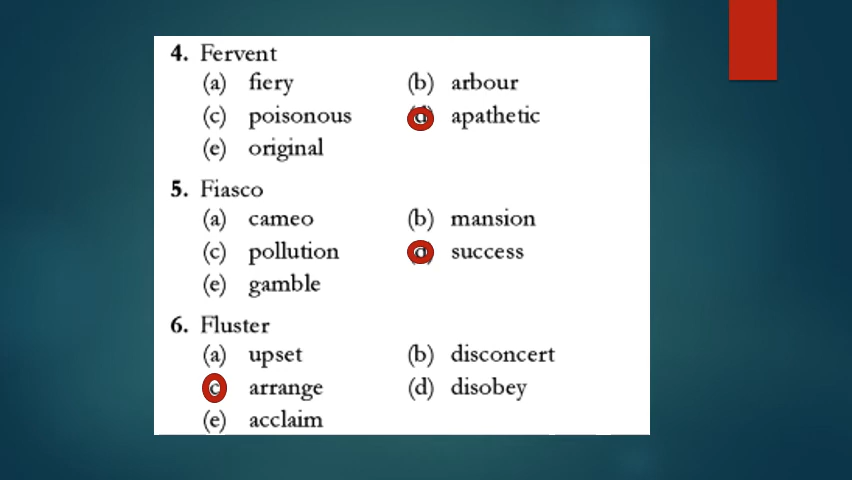 4. Fervent
(a) fiery (b) arbour
(c) poisonous (d) apathetic
(e) original
5. Fiasco
(a) cameo (b) mansion
(c) pollution (d) success
(e) gamble
6. Fluster
(a) upset (b) disconcert
(c) arrange (d) disobey
(e) acclaim